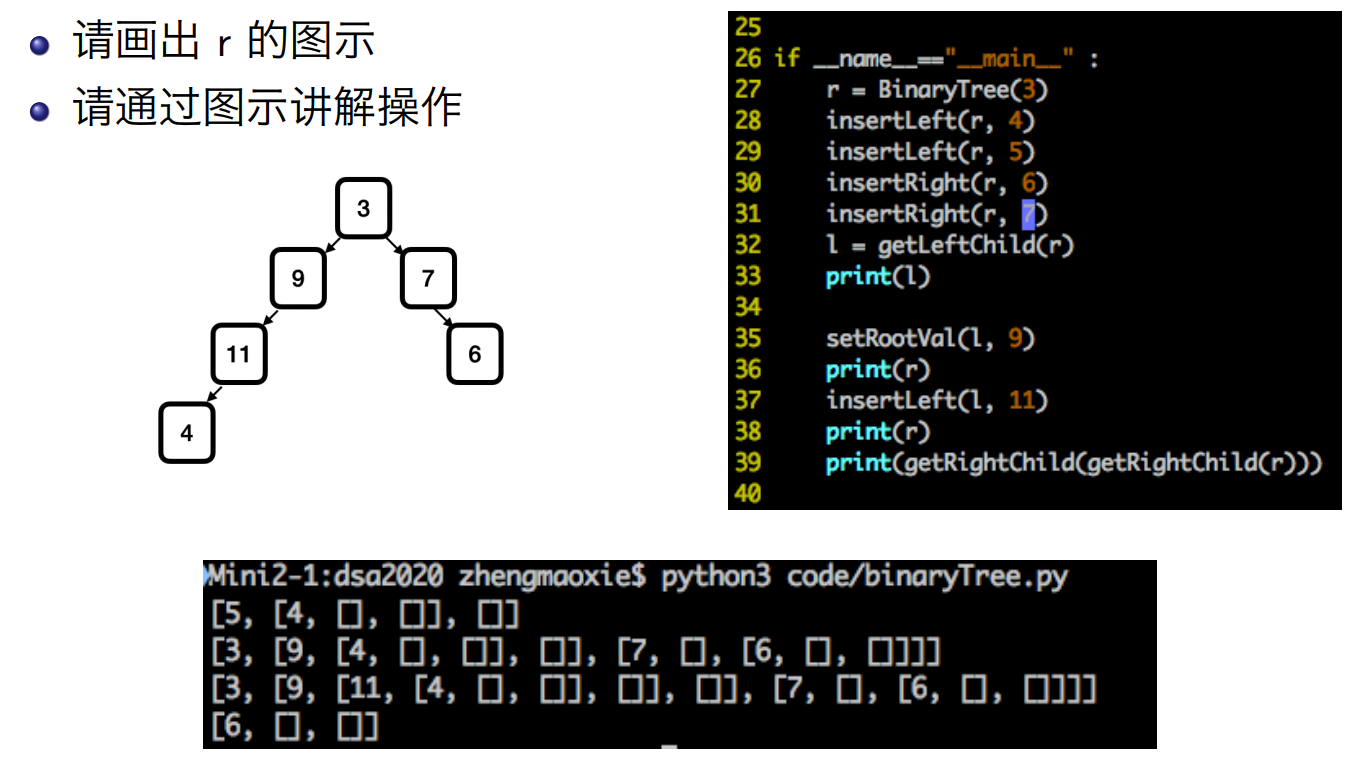 请画出 r 的图示
请通过图示讲解操作
3
9
7
11
6
4
25
26 if __name__=="__main__" :
27 r = BinaryTree(3)
28 insertLeft(r, 4)
29 insertLeft(r, 5)
30 insertRight(r, 6)
31 insertRight(r, 7)
32 l = getLeftChild(r)
33 print(l)
34
35 setRootVal(l, 9)
36 print(r)
37 insertLeft(l, 11)
38 print(r)
39 print(getRightChild(getRightChild(r)))
40
Mini2-1:dsa2020 zhengmaoxie$ python3 code/binaryTree.py
[5, [4, [], []], []]
[3, [9, [4, [], []], []], [7, [], [6, [], []]]]
[3, [9, [11, [4, [], []], []], []], [7, [], [6, [], []]]]
[6, [], []]